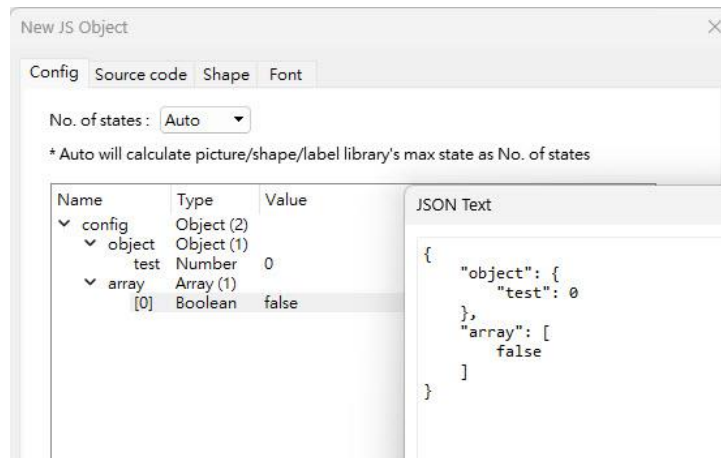 New JS Object
Config Source code Shape Font
No. of states : Auto
* Auto will calculate picture/shape/label library's max state as No. of states
Name Type Value
config Object (2)
object Object (1)
test Number 0
array Array (1)
[0] Boolean false
JSON Text
{
    "object": {
        "test": 0
    },
    "array": [
        false
    ]
}